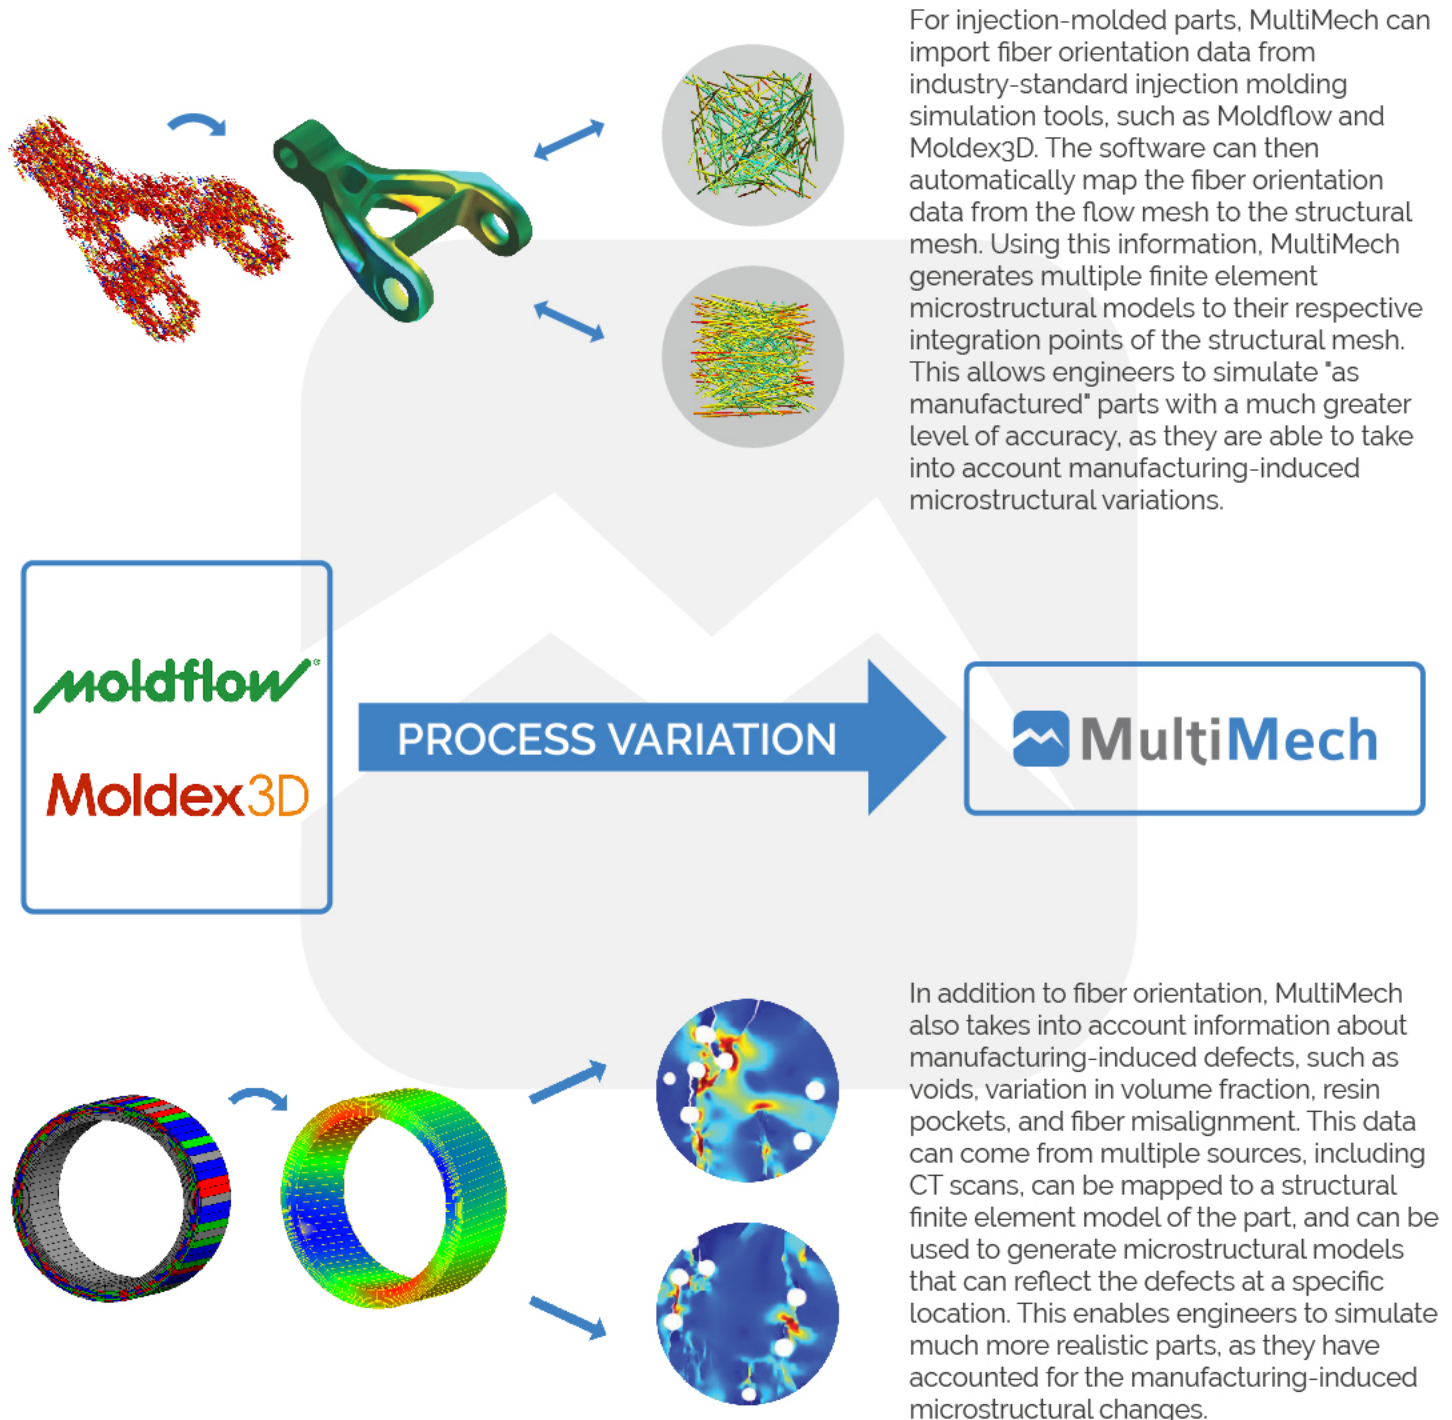 For injection-molded parts, MultiMech can
import fiber orientation data from
industry-standard injection molding
simulation tools, such as Moldflow and
Moldex3D. The software can then
automatically map the fiber orientation
data from the flow mesh to the structural
mesh. Using this information, MultiMech
generates multiple finite element
microstructural models to their respective
integration points of the structural mesh.
This allows engineers to simulate "as
manufactured" parts with a much greater
level of accuracy, as they are able to take
into account manufacturing-induced
microstructural variations.
moldflow®
Moldex3D
PROCESS VARIATION
MultiMech
In addition to fiber orientation, MultiMech
also takes into account information about
manufacturing-induced defects, such as
voids, variation in volume fraction, resin
pockets, and fiber misalignment. This data
can come from multiple sources, including
CT scans, can be mapped to a structural
finite element model of the part, and can be
used to generate microstructural models
that can reflect the defects at a specific
location. This enables engineers to simulate
much more realistic parts, as they have
accounted for the manufacturing-induced
microstructural changes.